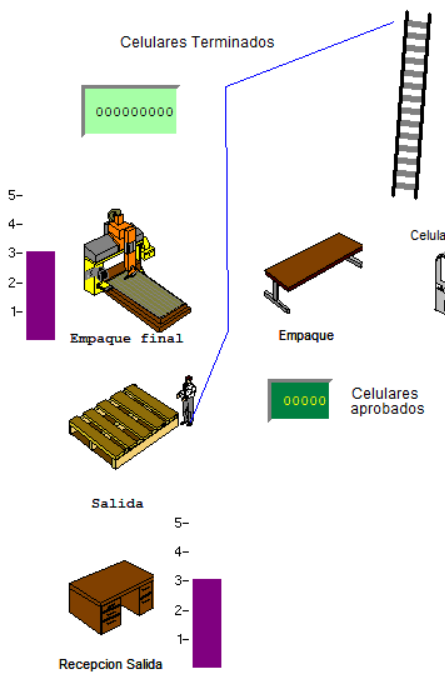 Celulares Terminados
000000000
5-
4-
3-
2-
1-
Empaque final
Empaque
Celula
00000
Celulares
aprobados
Salida
5-
4-
3-
2-
1-
Recepcion Salida